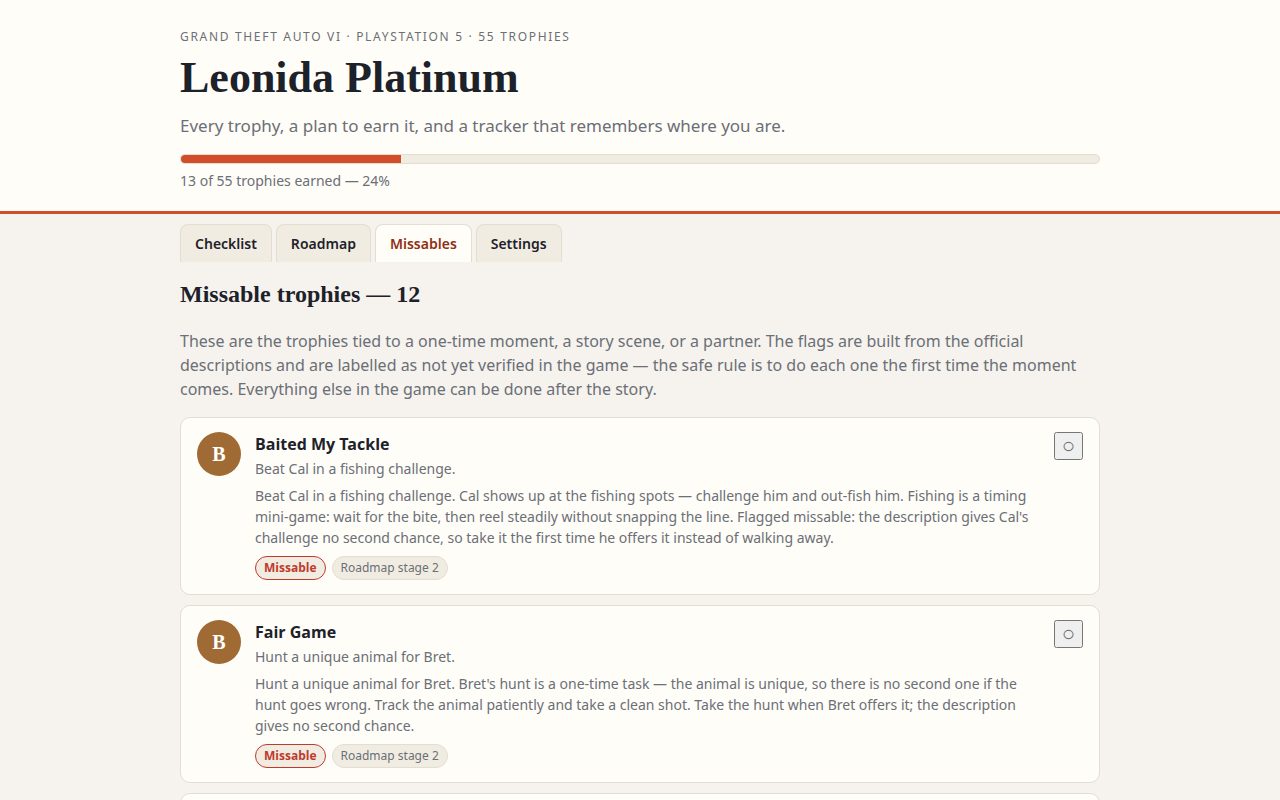 GRAND THEFT AUTO VI · PLAYSTATION 5 · 55 TROPHIES
Leonida Platinum
Every trophy, a plan to earn it, and a tracker that remembers where you are.
13 of 55 trophies earned — 24%
Checklist
Roadmap
Missables
Settings
Missable trophies — 12
These are the trophies tied to a one-time moment, a story scene, or a partner. The flags are built from the official
descriptions and are labelled as not yet verified in the game — the safe rule is to do each one the first time the moment
comes. Everything else in the game can be done after the story.
B
Baited My Tackle
Beat Cal in a fishing challenge.
Beat Cal in a fishing challenge. Cal shows up at the fishing spots — challenge him and out-fish him. Fishing is a timing
mini-game: wait for the bite, then reel steadily without snapping the line. Flagged missable: the description gives Cal's
challenge no second chance, so take it the first time he offers it instead of walking away.
Missable
Roadmap stage 2
B
Fair Game
Hunt a unique animal for Bret.
Hunt a unique animal for Bret. Bret's hunt is a one-time task — the animal is unique, so there is no second one if the
hunt goes wrong. Track the animal patiently and take a clean shot. Take the hunt when Bret offers it; the description
gives no second chance.
Missable
Roadmap stage 2